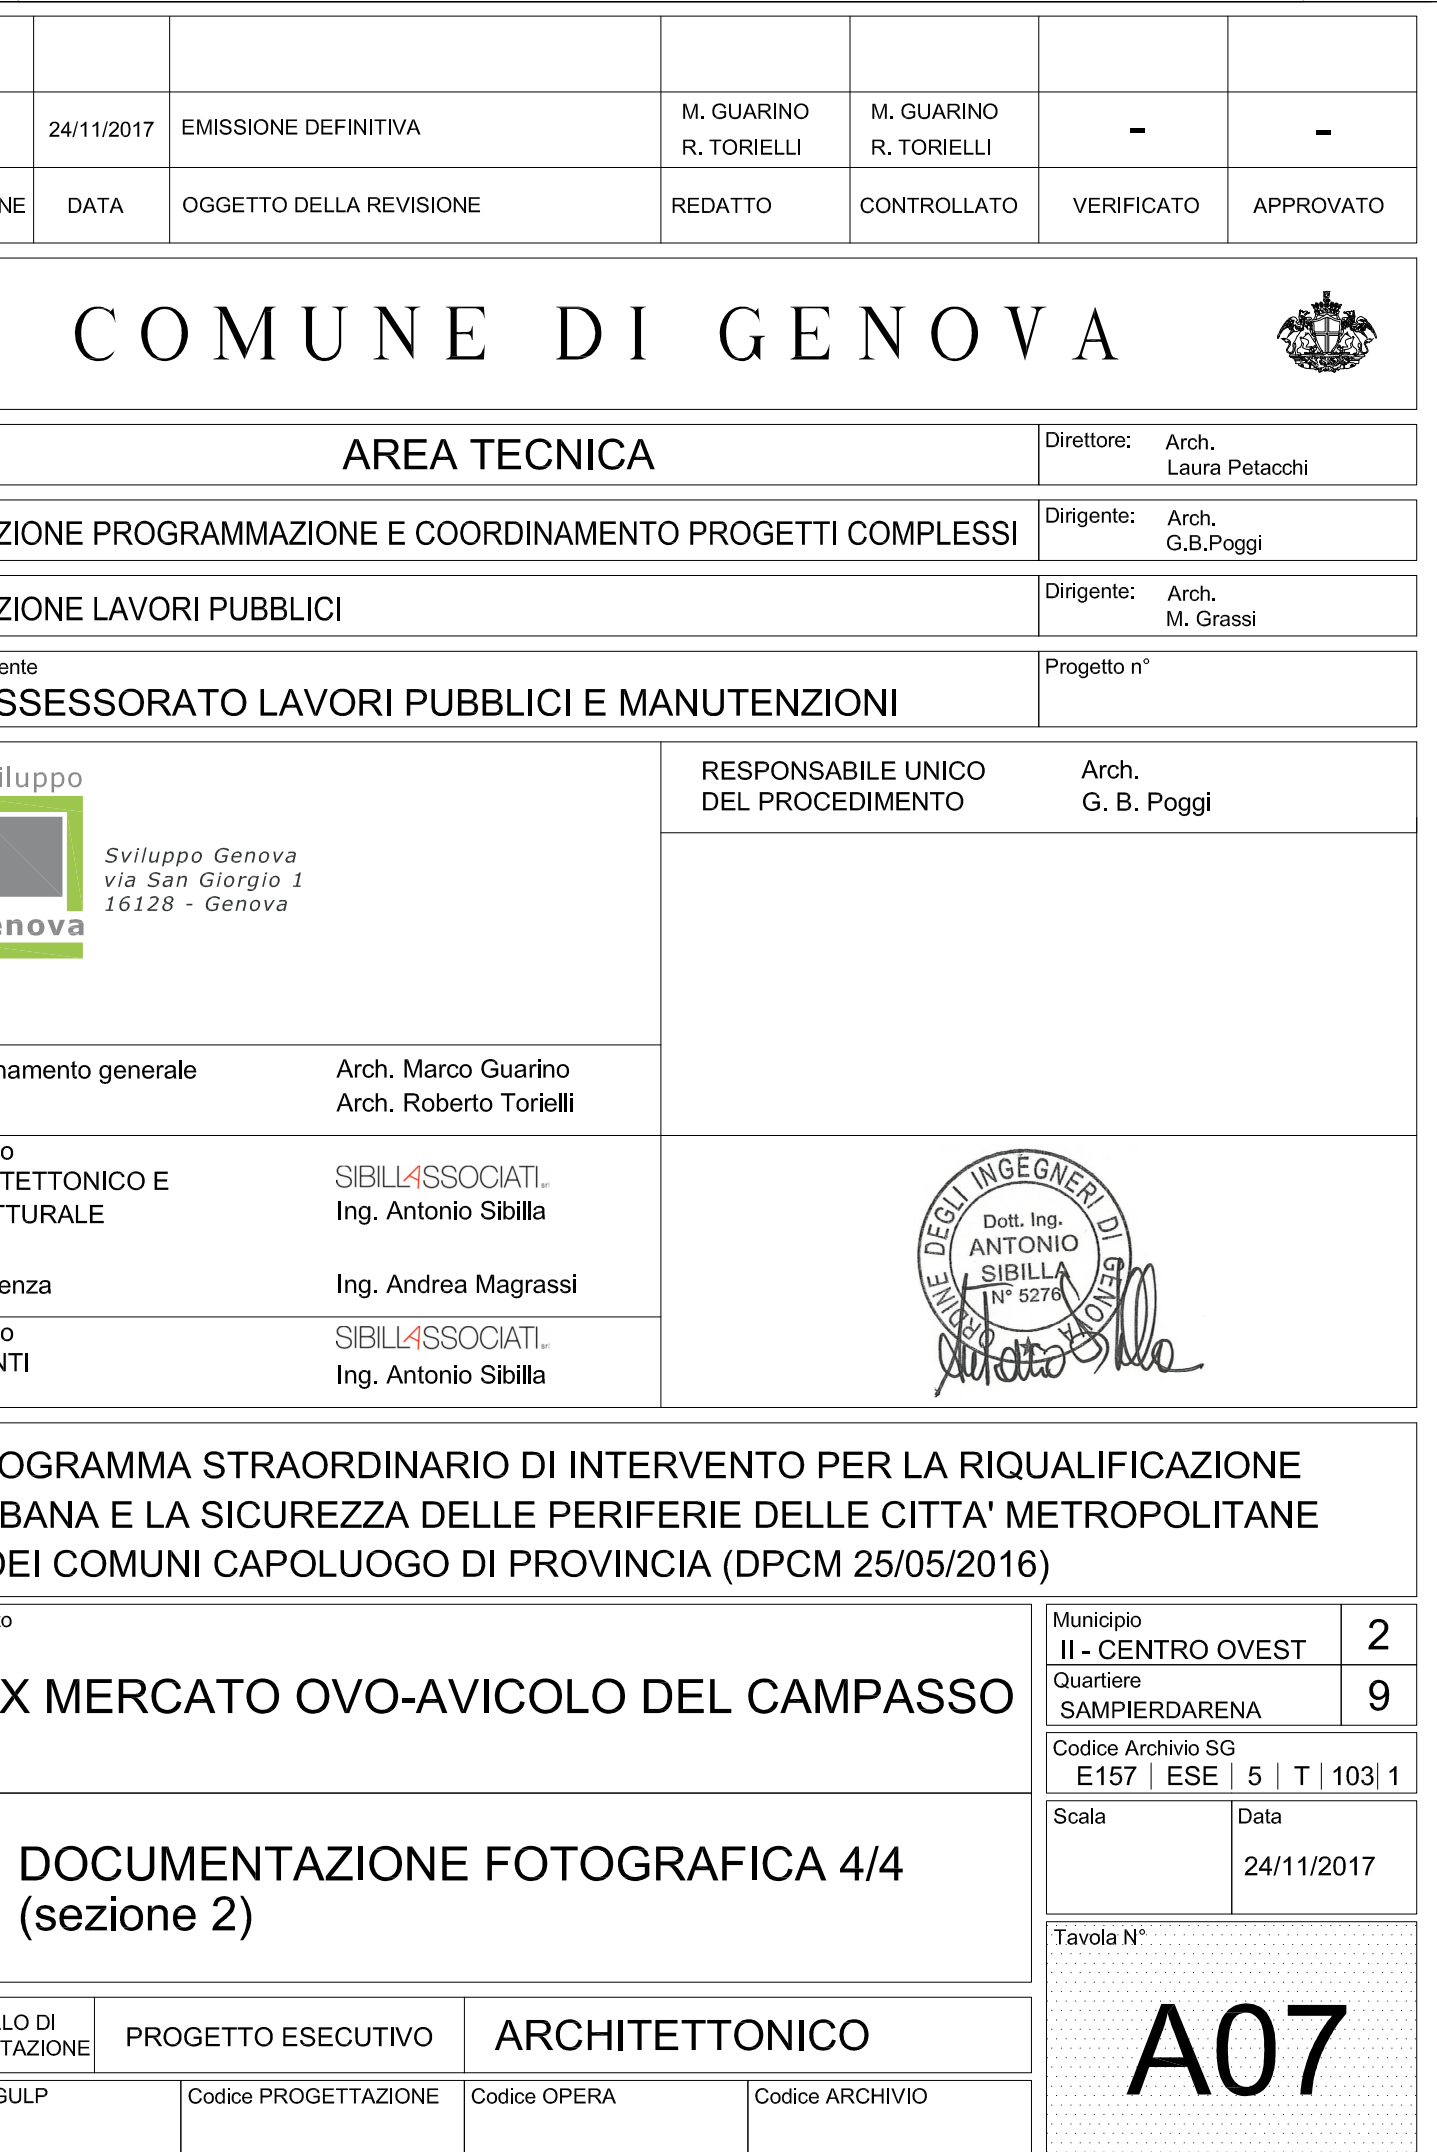 24/11/2017 EMISSIONE DEFINITIVA M. GUARINO M. GUARINO - -
R. TORIELLI R. TORIELLI
NE DATA OGGETTO DELLA REVISIONE REDATTO CONTROLLATO VERIFICATO APPROVATO
COMUNE DI GENOVA
AREA TECNICA
Direttore: Arch.
Laura Petacchi
ZIONE PROGRAMMAZIONE E COORDINAMENTO PROGETTI COMPLESSI
Dirigente: Arch.
G.B.Poggi
ZIONE LAVORI PUBBLICI
Dirigente: Arch.
M. Grassi
ente
SSESSORATO LAVORI PUBBLICI E MANUTENZIONI
Progetto n°
iluppo
enova
Sviluppo Genova
via San Giorgio 1
16128 - Genova
RESPONSABILE UNICO Arch.
DEL PROCEDIMENTO G. B. Poggi
namento generale Arch. Marco Guarino
Arch. Roberto Torielli
o
TETTONICO E
TTURALE
SIBILLASSOCIATI srl
Ing. Antonio Sibilla
enza Ing. Andrea Magrassi
o
NTI
SIBILLASSOCIATI srl
Ing. Antonio Sibilla
ORDINE DEGLI INGEGNERI DI GENOVA
Dott. Ing.
ANTONIO
SIBILLA
N° 5276
Antonio Sibilla
OGRAMMA STRAORDINARIO DI INTERVENTO PER LA RIQUALIFICAZIONE
BANA E LA SICUREZZA DELLE PERIFERIE DELLE CITTA' METROPOLITANE
DEI COMUNI CAPOLUOGO DI PROVINCIA (DPCM 25/05/2016)
to
X MERCATO OVO-AVICOLO DEL CAMPASSO
Municipio
II - CENTRO OVEST 2
Quartiere
SAMPIERDARENA 9
Codice Archivio SG
E157 | ESE | 5 | T | 103 | 1
Scala Data
24/11/2017
DOCUMENTAZIONE FOTOGRAFICA 4/4
(sezione 2)
Tavola N°
A07
LO DI
TAZIONE
PROGETTO ESECUTIVO ARCHITETTONICO
GULP Codice PROGETTAZIONE Codice OPERA Codice ARCHIVIO